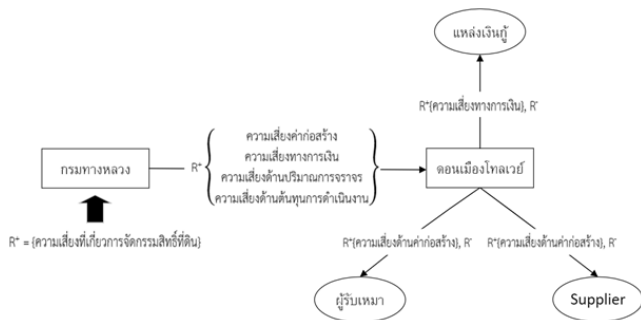 แหล่งเงินกู้
R⁺{ความเสี่ยงทางการเงิน}, R⁻
กรมทางหลวง
R⁺
ความเสี่ยงค่าก่อสร้าง
ความเสี่ยงทางการเงิน
ความเสี่ยงด้านปริมาณการจราจร
ความเสี่ยงด้านต้นทุนการดำเนินงาน
ดอนเมืองโทลเวย์
R⁺ = {ความเสี่ยงที่เกี่ยวการจัดกรรมสิทธิ์ที่ดิน}
R⁺{ความเสี่ยงด้านค่าก่อสร้าง}, R⁻
R⁺{ความเสี่ยงด้านค่าก่อสร้าง}, R⁻
ผู้รับเหมา
Supplier